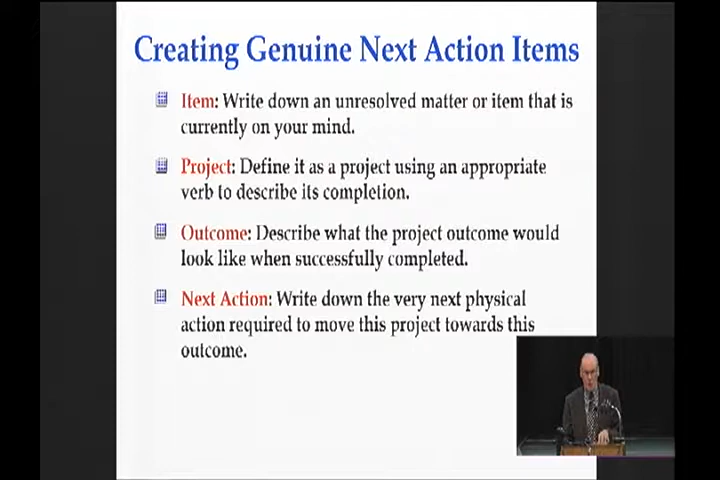 Creating Genuine Next Action Items
Item: Write down an unresolved matter or item that is
currently on your mind.
Project: Define it as a project using an appropriate
verb to describe its completion.
Outcome: Describe what the project outcome would
look like when successfully completed.
Next Action: Write down the very next physical
action required to move this project towards this
outcome.